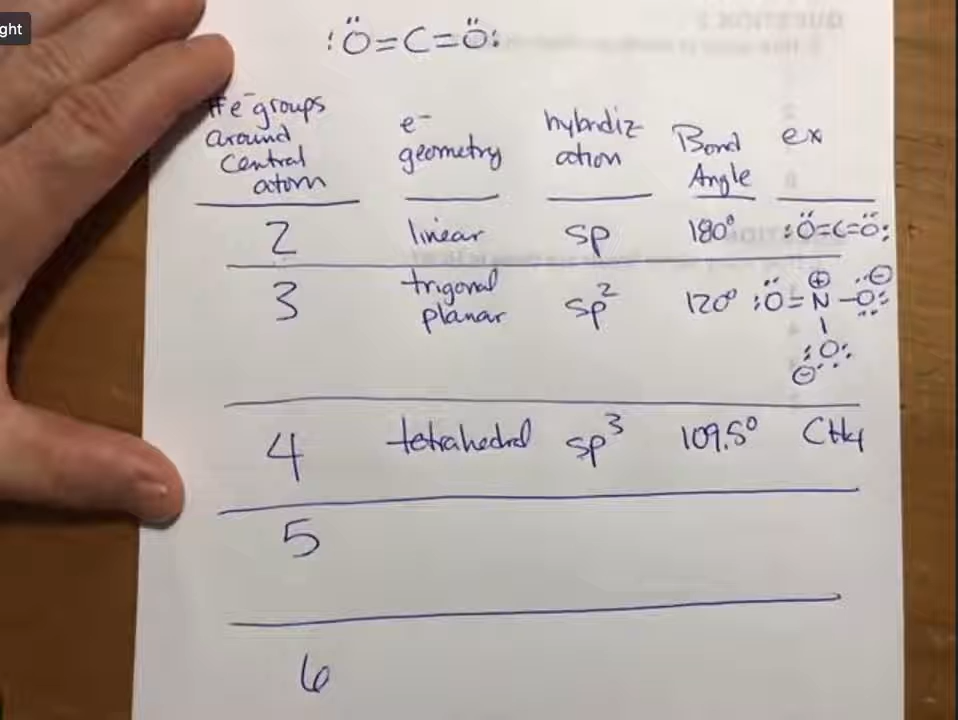 ght
:Ö=C=Ö:
#e⁻groups around central atom
e⁻ geometry
hybridiz ation
Bond Angle
ex
2 linear sp 180° :Ö=C=Ö:
3 trigonal planar sp² 120° :Ö=N–O:
⊕ ⊖
:O:
⊖
4 tetrahedral sp³ 109.5° CH4
5
6